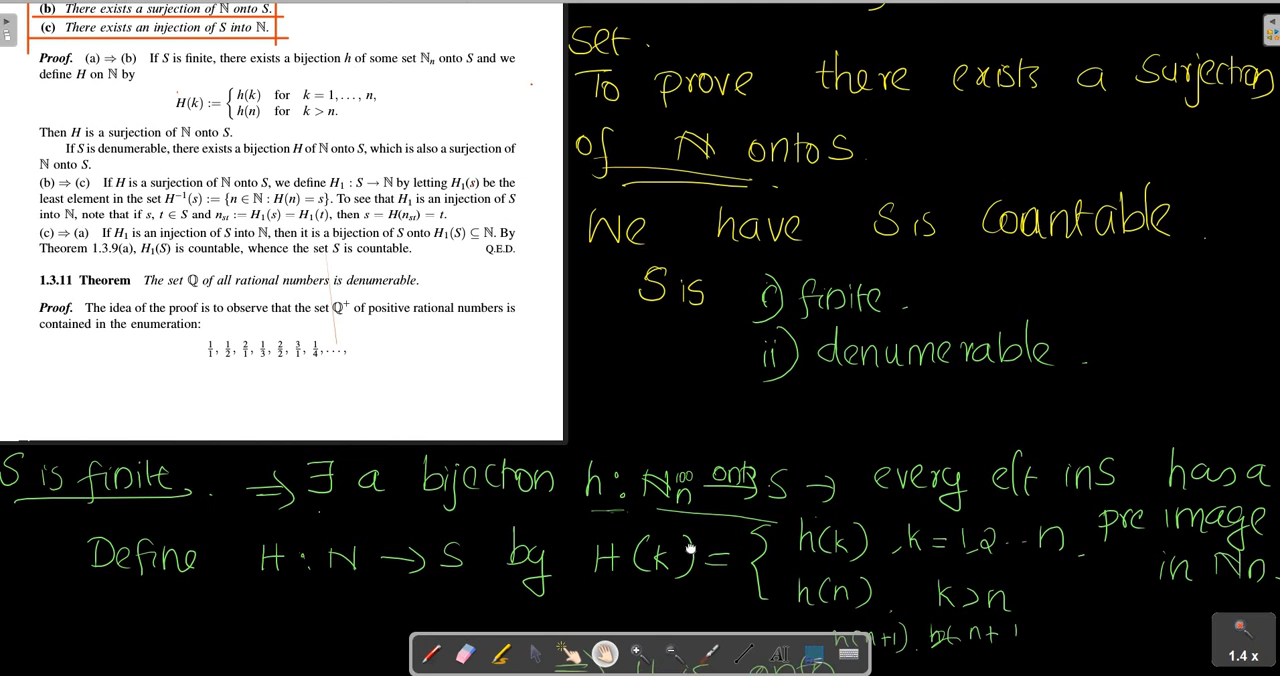 (b) There exists a surjection of ℕ onto S.
(c) There exists an injection of S into ℕ.
Proof. (a) ⇒ (b) If S is finite, there exists a bijection h of some set ℕₙ onto S and we
define H on ℕ by
H(k) := { h(k) for k = 1, . . . , n,
h(n) for k > n.
Then H is a surjection of ℕ onto S.
If S is denumerable, there exists a bijection H of ℕ onto S, which is also a surjection of
ℕ onto S.
(b) ⇒ (c) If H is a surjection of ℕ onto S, we define H₁ : S → ℕ by letting H₁(s) be the
least element in the set H⁻¹(s) := {n ∈ ℕ : H(n) = s}. To see that H₁ is an injection of S
into ℕ, note that if s, t ∈ S and nₛₜ := H₁(s) = H₁(t), then s = H(nₛₜ) = t.
(c) ⇒ (a) If H₁ is an injection of S into ℕ, then it is a bijection of S onto H₁(S) ⊆ ℕ. By
Theorem 1.3.9(a), H₁(S) is countable, whence the set S is countable. Q.E.D.
1.3.11 Theorem The set ℚ of all rational numbers is denumerable.
Proof. The idea of the proof is to observe that the set ℚ⁺ of positive rational numbers is
contained in the enumeration:
1/1, 1/2, 2/1, 1/3, 2/2, 3/1, 1/4, . . . ,
set.
To prove there exists a surjection
of ℕ onto S.
We have S is countable.
S is i) finite.
ii) denumerable.
S is finite. ⇒ ∃ a bijection h : ℕₙ S → every elt in S has a
pre image
in ℕₙ.
Define H : ℕ → S by H(k) = { h(k), k = 1,2 .. n
h(n). k > n
h(n+1). n+1
is onto
AI
1.4 x